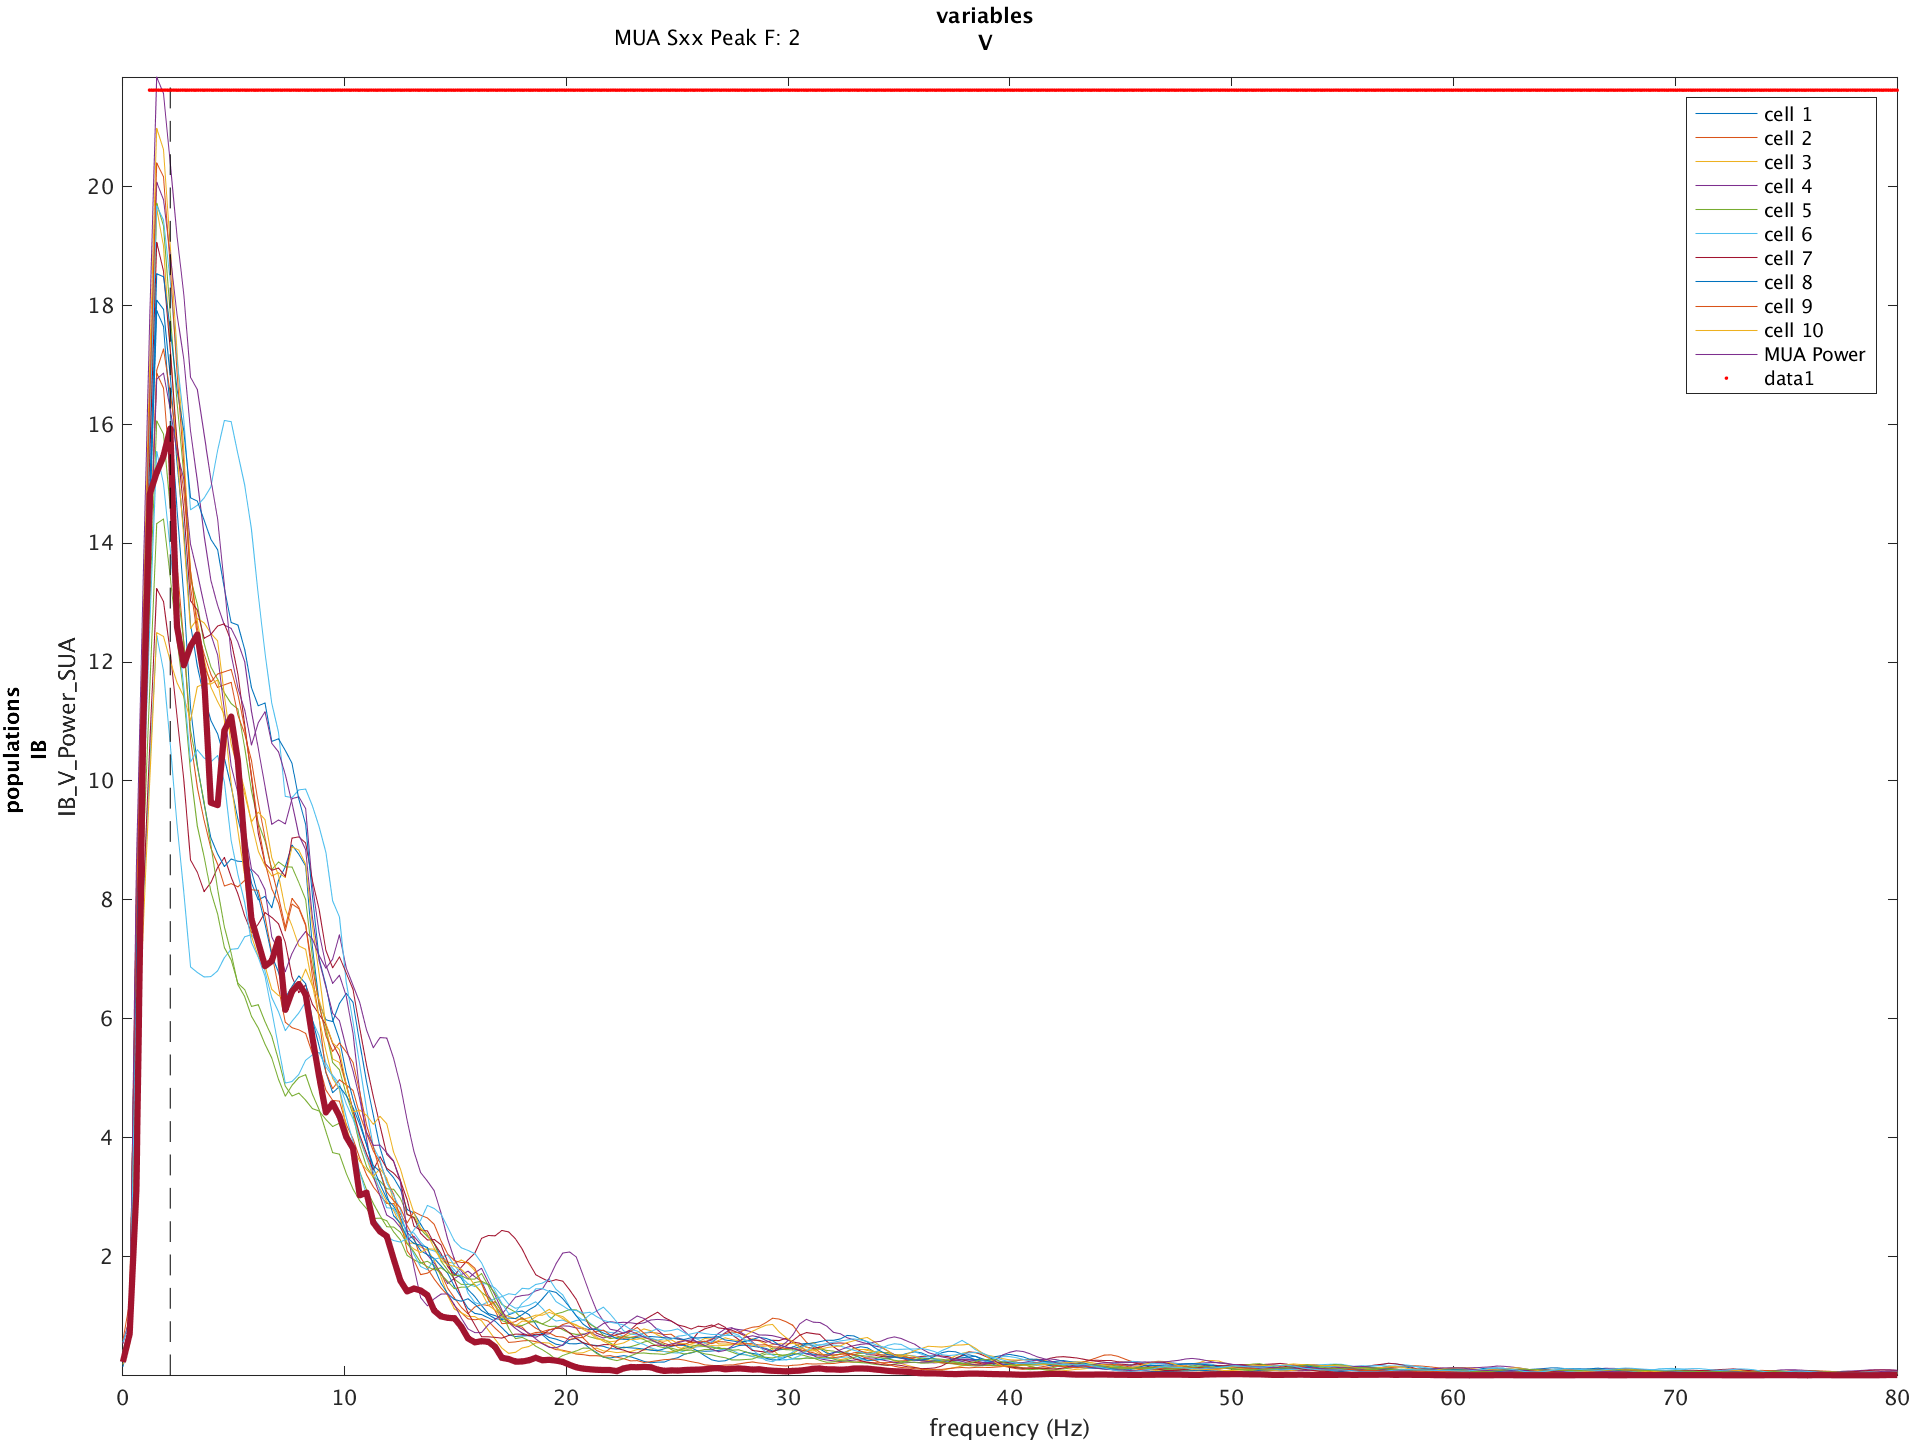 variables
V
MUA Sxx Peak F: 2
20
18
16
14
12
10
8
6
4
2
0
10
20
30
40
50
60
70
80
frequency (Hz)
populations
IB
IB_V_Power_SUA
cell 1
cell 2
cell 3
cell 4
cell 5
cell 6
cell 7
cell 8
cell 9
cell 10
MUA Power
data1